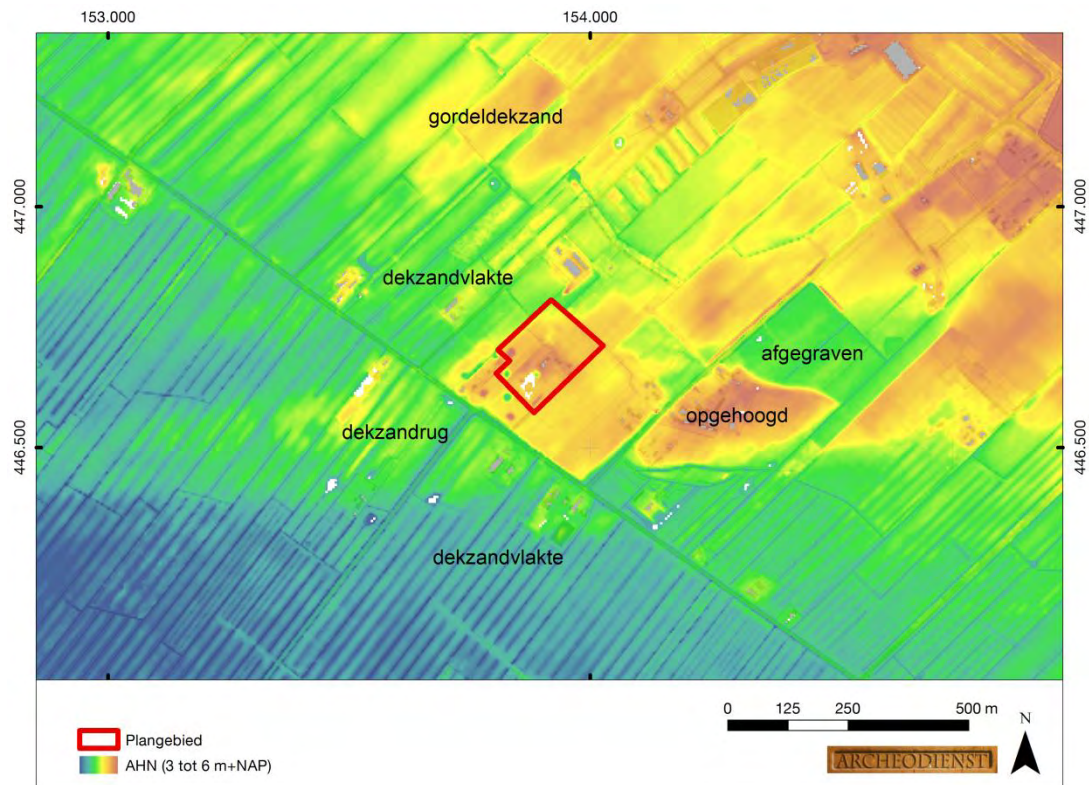 153.000 154.000
gordeldekzand
447.000 447.000
dekzandvlakte
afgegraven
opgehoogd
dekzandrug
446.500 446.500
dekzandvlakte
0 125 250 500 m
N
Plangebied
AHN (3 tot 6 m+NAP)
ARCHEODIENST